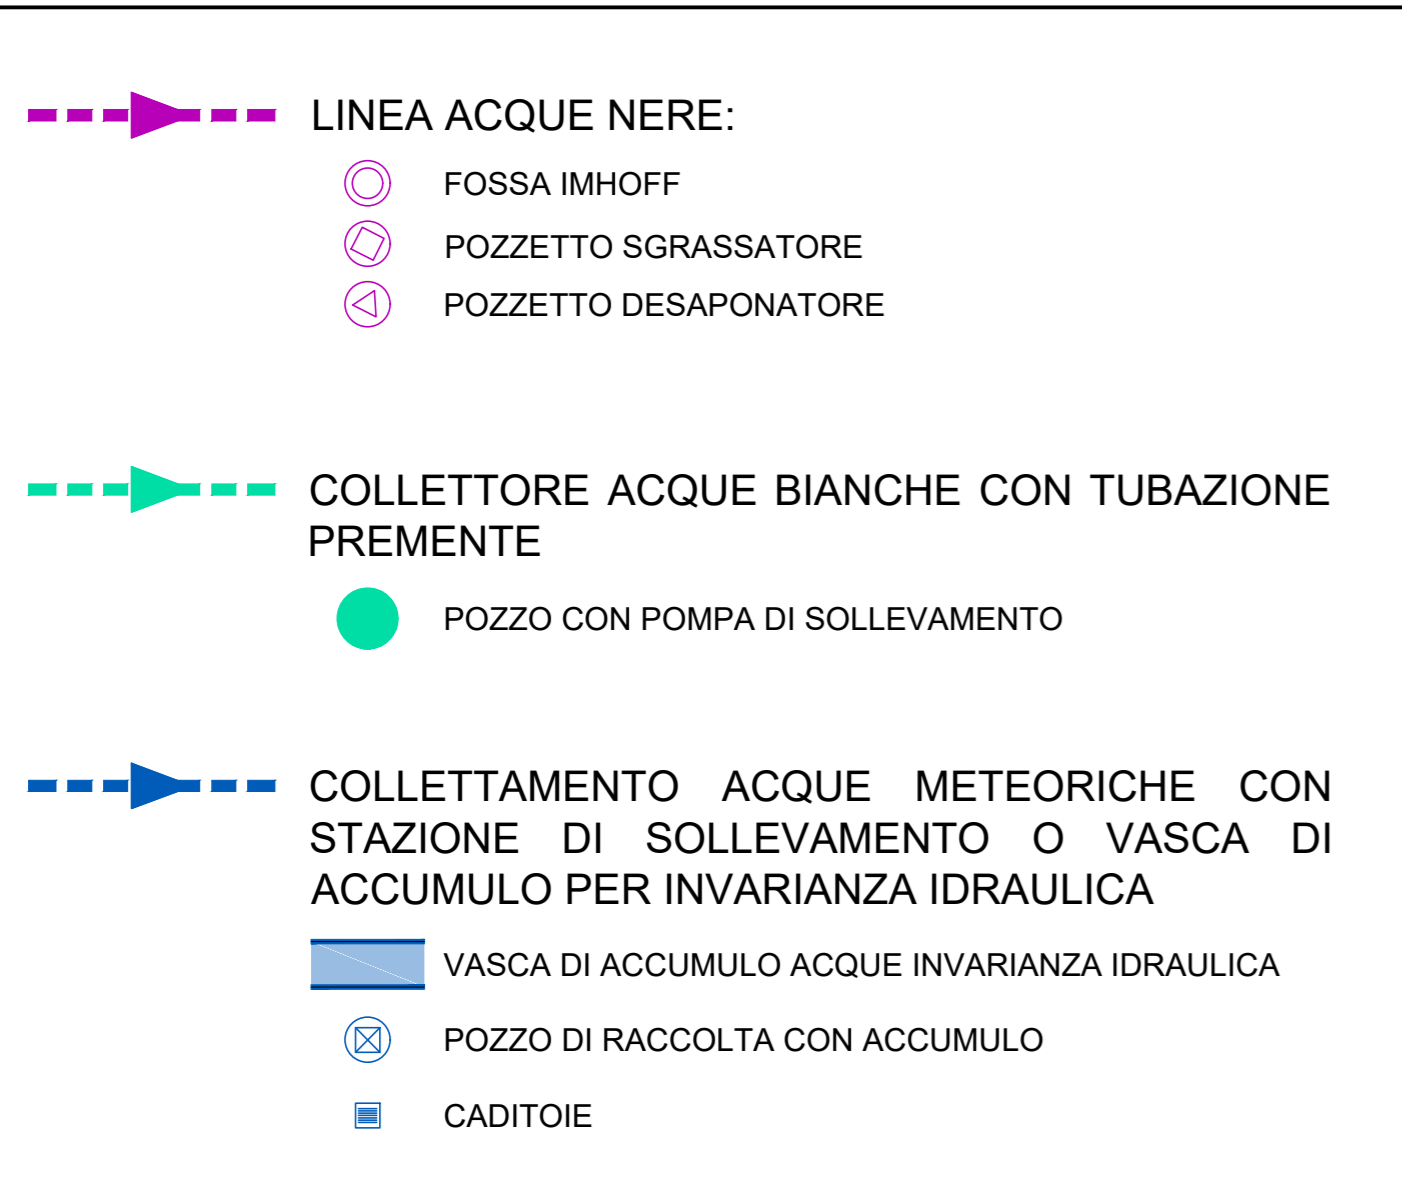 LINEA ACQUE NERE:
FOSSA IMHOFF
POZZETTO SGRASSATORE
POZZETTO DESAPONATORE
COLLETTORE ACQUE BIANCHE CON TUBAZIONE
PREMENTE
POZZO CON POMPA DI SOLLEVAMENTO
COLLETTAMENTO ACQUE METEORICHE CON
STAZIONE DI SOLLEVAMENTO O VASCA DI
ACCUMULO PER INVARIANZA IDRAULICA
VASCA DI ACCUMULO ACQUE INVARIANZA IDRAULICA
POZZO DI RACCOLTA CON ACCUMULO
CADITOIE